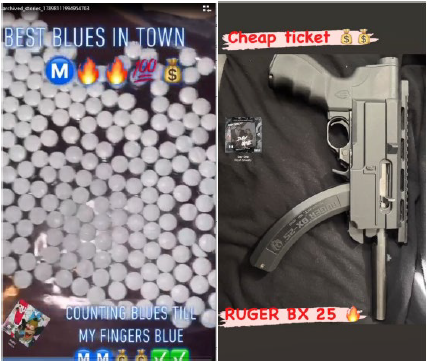 BEST BLUES IN TOWN
M 🔥 🔥 💯 💰
COUNTING BLUES TILL
MY FINGERS BLUE
M M 💰 💰 ✅ ✅
Cheap ticket 💰 💰
RUGER BX 25 🔥